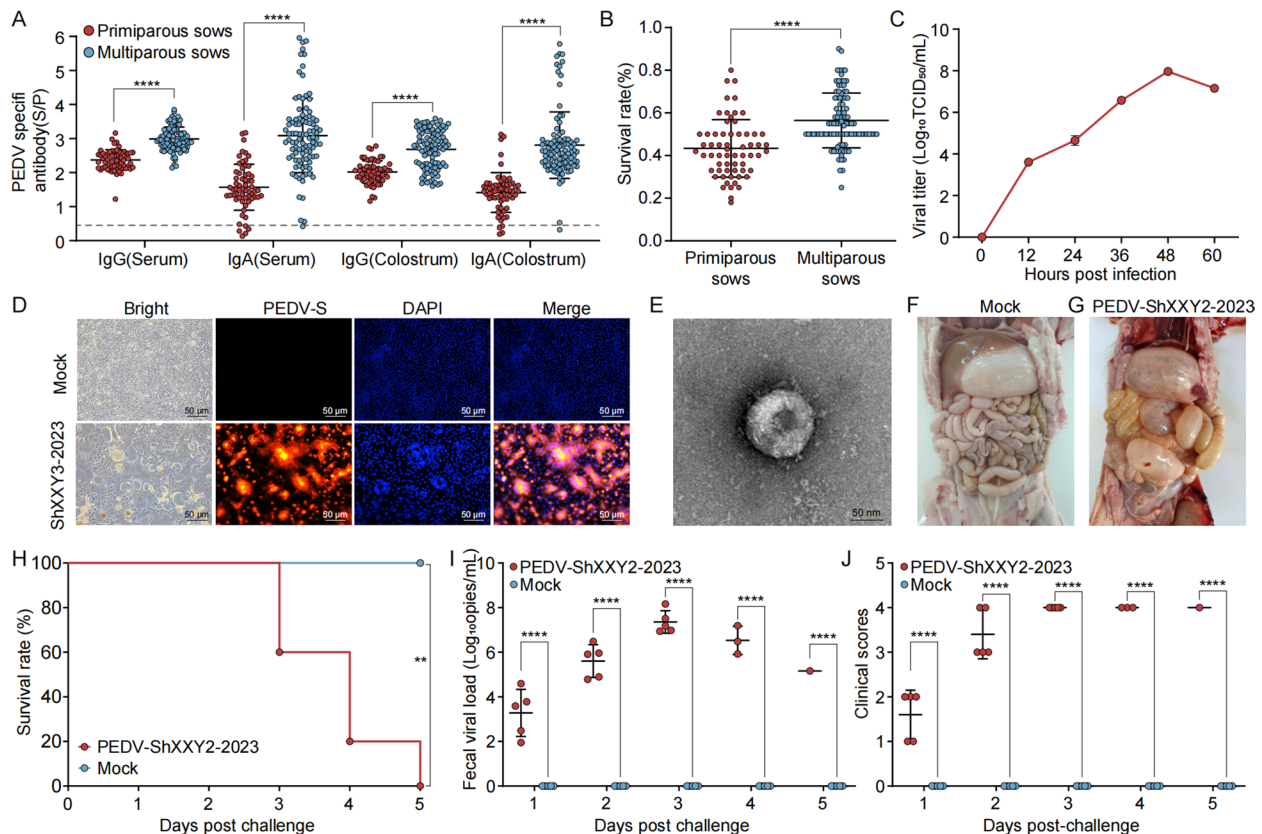 A
Primiparous sows
Multiparous sows
****
****
****
****
PEDV specifi
antibody(S/P)
6
5
4
3
2
1
0
IgG(Serum)
IgA(Serum)
IgG(Colostrum)
IgA(Colostrum)
B
****
Survival rate(%)
1.0
0.8
0.6
0.4
0.2
0.0
Primiparous
sows
Multiparous
sows
C
Viral titer (Log₁₀TCID₅₀/mL)
10
8
6
4
2
0
0
12
24
36
48
60
Hours post infection
D
Bright
PEDV-S
DAPI
Merge
Mock
50 µm
50 µm
50 µm
50 µm
ShXXY3-2023
50 µm
50 µm
50 µm
50 µm
E
50 nm
F
Mock
G
PEDV-ShXXY2-2023
H
Survival rate (%)
100
80
60
40
20
0
**
PEDV-ShXXY2-2023
Mock
0
1
2
3
4
5
Days post challenge
I
PEDV-ShXXY2-2023
Mock
Fecal viral load (Log₁₀opies/mL)
10
8
6
4
2
0
****
****
****
****
****
1
2
3
4
5
Days post challenge
J
PEDV-ShXXY2-2023
Mock
Clinical scores
5
4
3
2
1
0
****
****
****
****
****
1
2
3
4
5
Days post-challenge